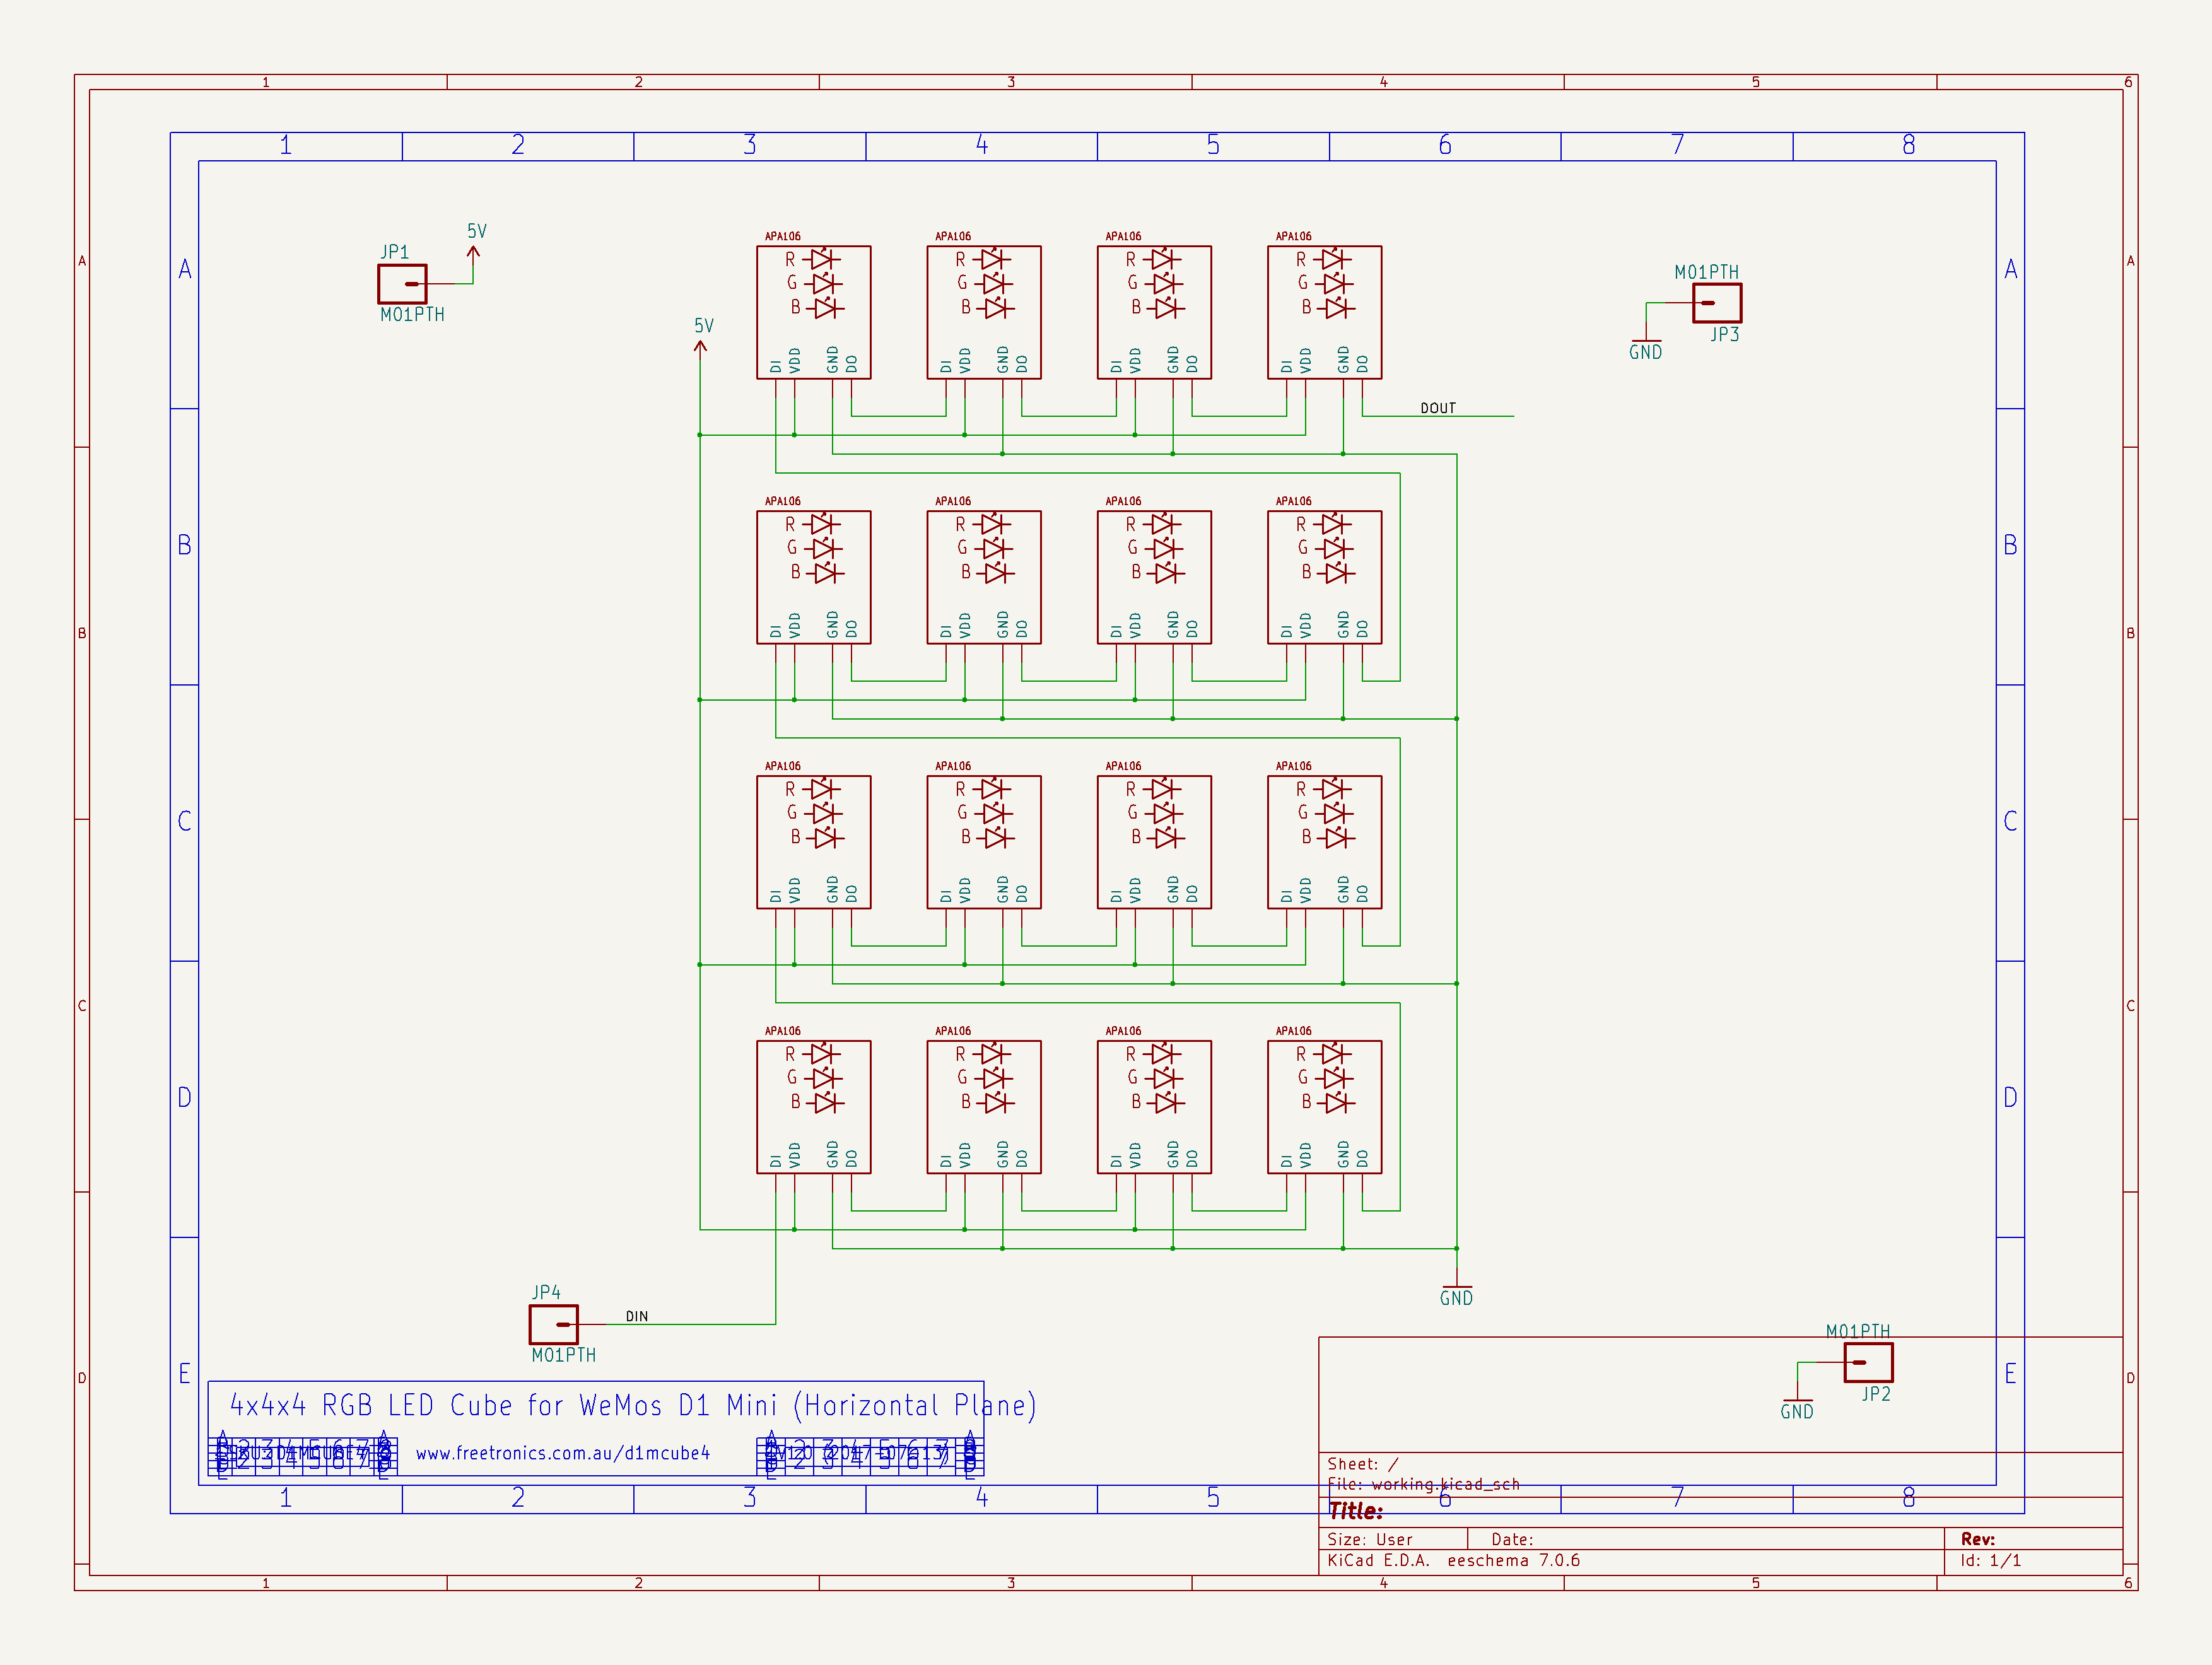 1 2 3 4 5 6
1 2 3 4 5 6 7 8
A A
A A
B B
B B
C C
C C
D D
D D
E E
JP1
5V
M01PTH
5V
M01PTH
JP3
GND
APA106 APA106 APA106 APA106
R R R R
G G G G
B B B B
DI VDD GND DO DI VDD GND DO DI VDD GND DO DI VDD GND DO
DOUT
APA106 APA106 APA106 APA106
R R R R
G G G G
B B B B
DI VDD GND DO DI VDD GND DO DI VDD GND DO DI VDD GND DO
APA106 APA106 APA106 APA106
R R R R
G G G G
B B B B
DI VDD GND DO DI VDD GND DO DI VDD GND DO DI VDD GND DO
APA106 APA106 APA106 APA106
R R R R
G G G G
B B B B
DI VDD GND DO DI VDD GND DO DI VDD GND DO DI VDD GND DO
GND
JP4
DIN
M01PTH
M01PTH
JP2
GND
4x4x4 RGB LED Cube for WeMos D1 Mini (Horizontal Plane)
www.freetronics.com.au/d1mcube4
Sheet: /
File: working.kicad_sch
Title:
Size: User Date: Rev:
KiCad E.D.A. eeschema 7.0.6 Id: 1/1
1 2 3 4 5 6 7 8
1 2 3 4 5 6